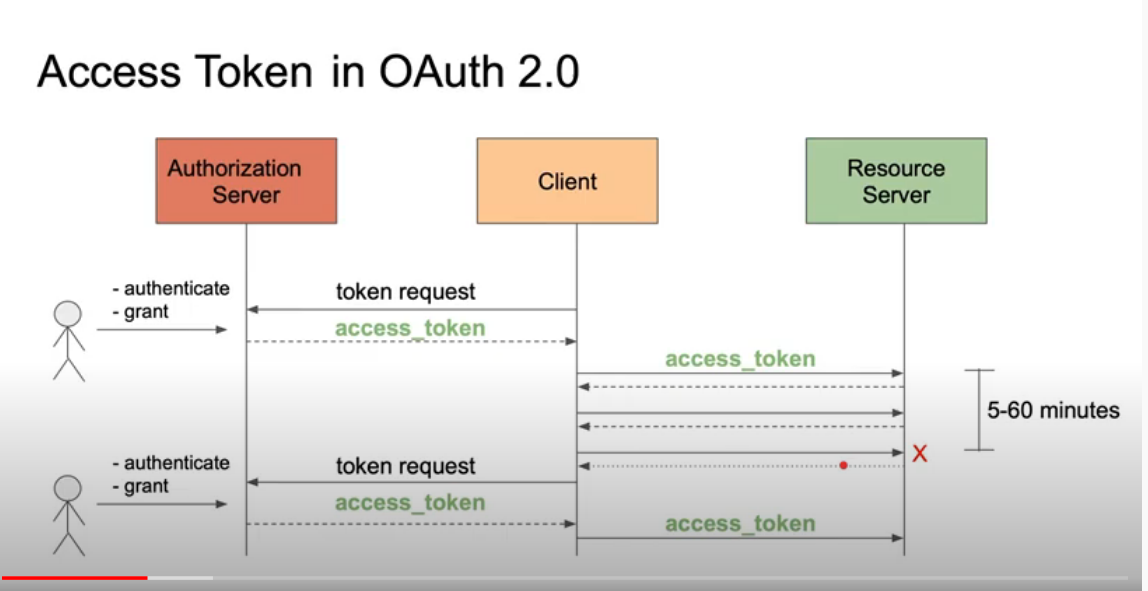 Access Token in OAuth 2.0
Authorization
Server
Client
Resource
Server
- authenticate
- grant
token request
access_token
access_token
5-60 minutes
X
- authenticate
- grant
token request
access_token
access_token